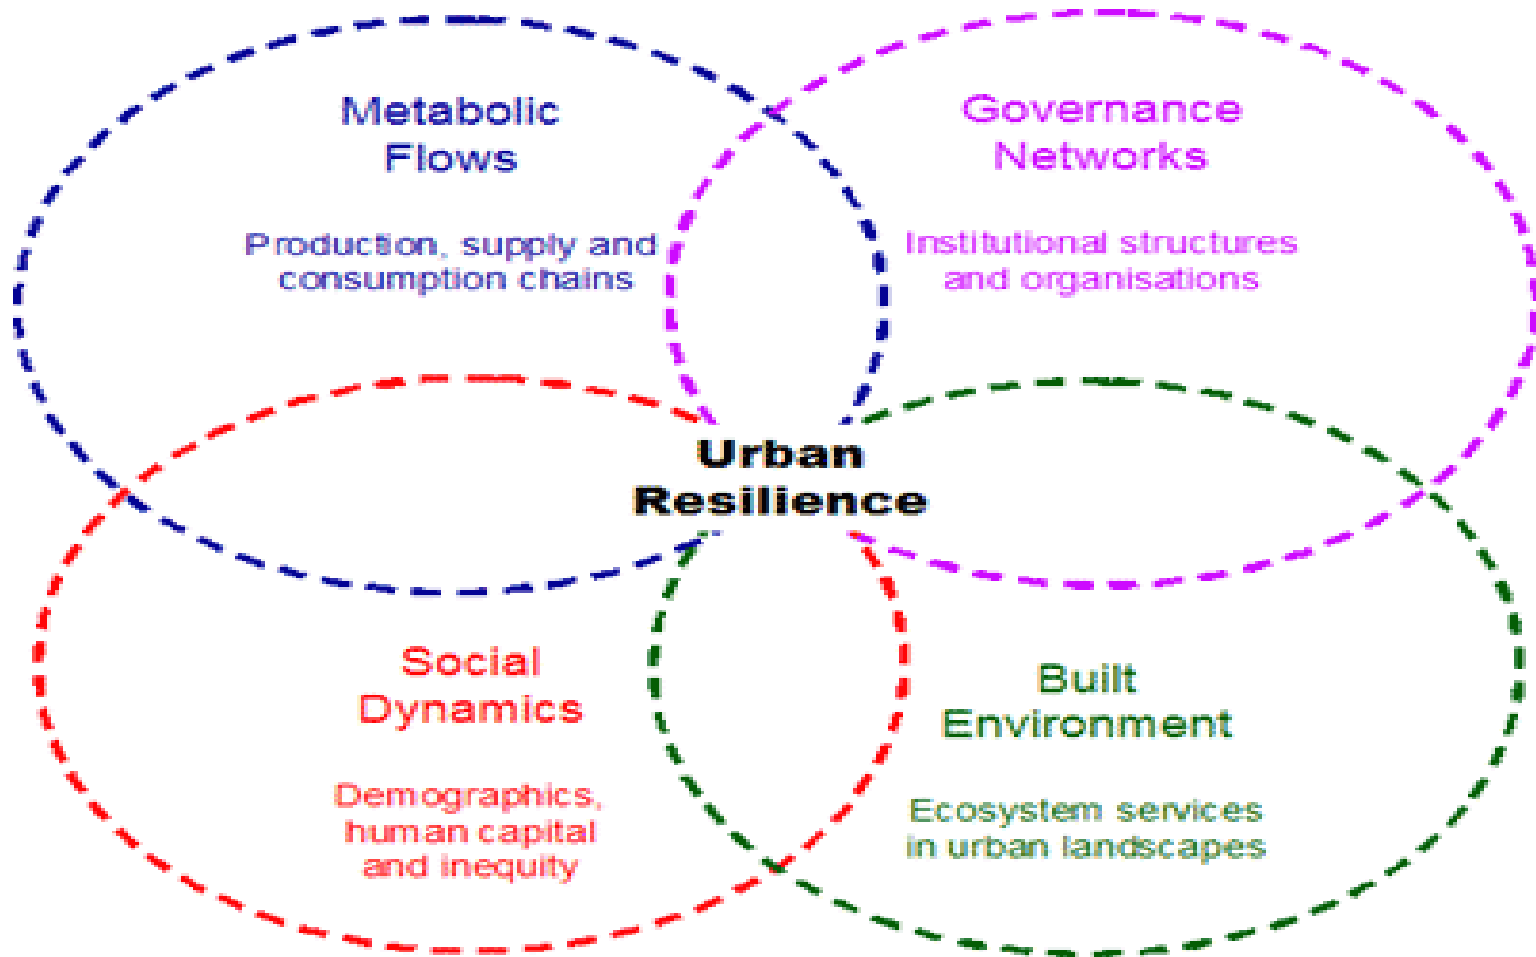 Metabolic
Flows
Production, supply and
consumption chains
Governance
Networks
Institutional structures
and organisations
Urban
Resilience
Social
Dynamics
Demographics,
human capital
and inequity
Built
Environment
Ecosystem services
in urban landscapes